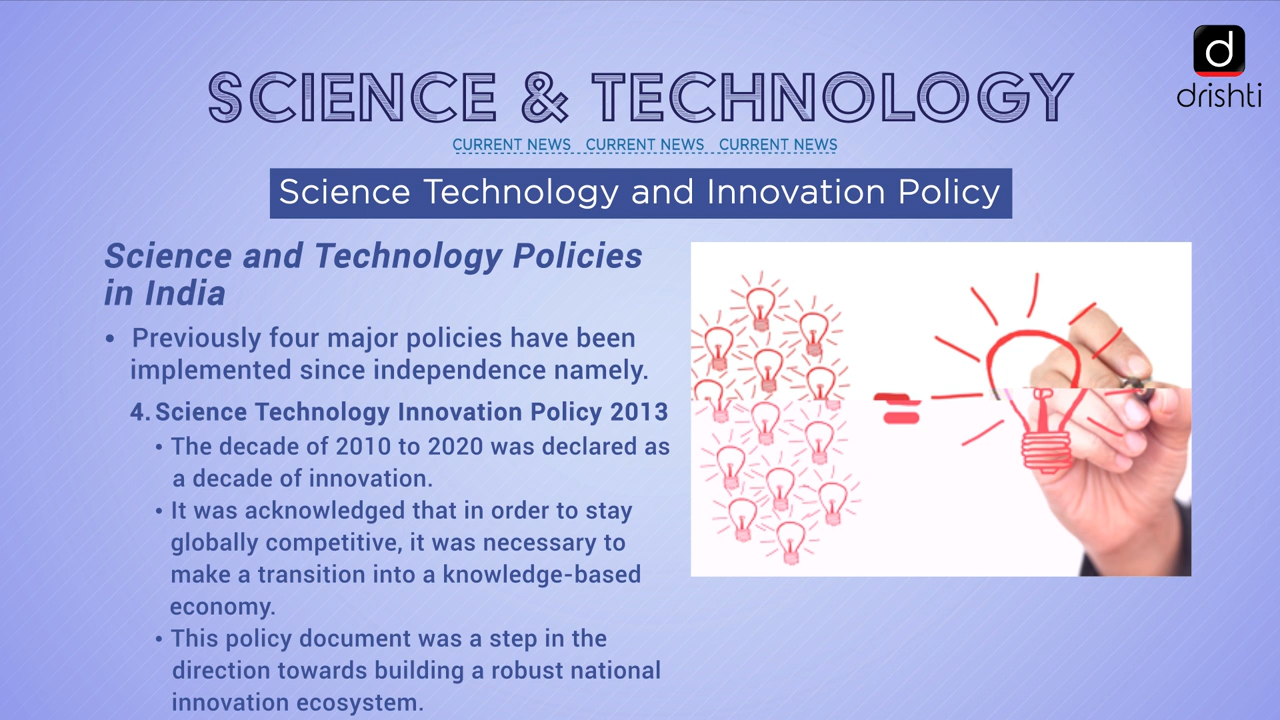 d
drishti
SCIENCE & TECHNOLOGY
CURRENT NEWS CURRENT NEWS CURRENT NEWS
Science Technology and Innovation Policy
Science and Technology Policies
in India
• Previously four major policies have been
implemented since independence namely.
4. Science Technology Innovation Policy 2013
• The decade of 2010 to 2020 was declared as
a decade of innovation.
• It was acknowledged that in order to stay
globally competitive, it was necessary to
make a transition into a knowledge-based
economy.
• This policy document was a step in the
direction towards building a robust national
innovation ecosystem.